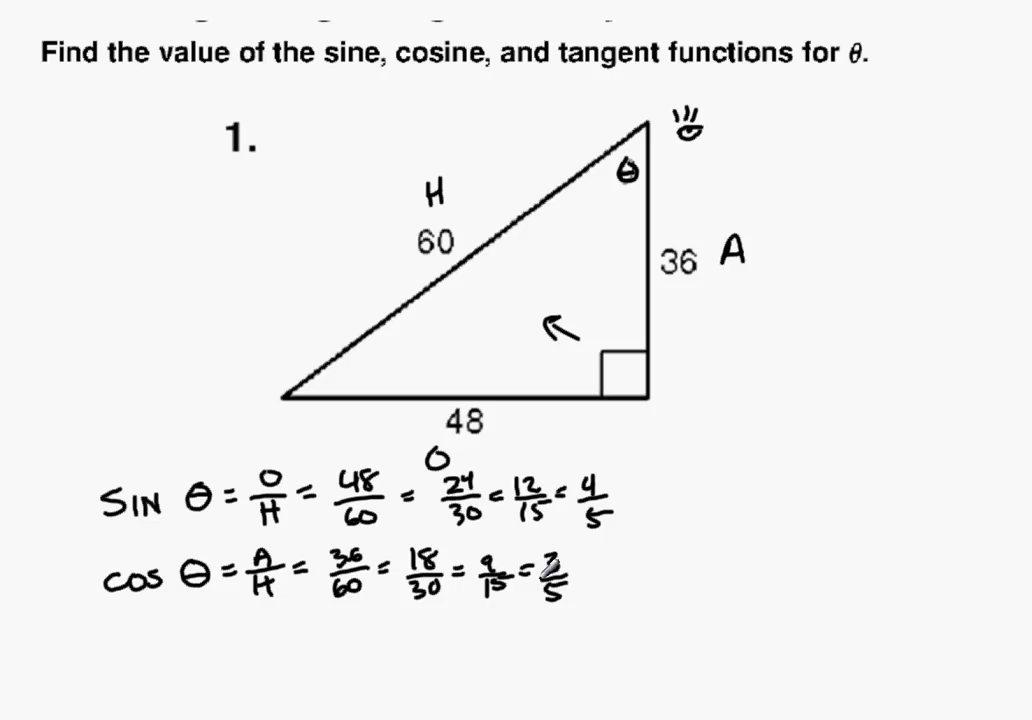 Find the value of the sine, cosine, and tangent functions for θ.
1.
θ
H
60
36 A
48
O
SIN θ = O/H = 48/60 = 24/30 = 12/15 = 4/5
cos θ = A/H = 36/60 = 18/30 = 9/15 = 3/5